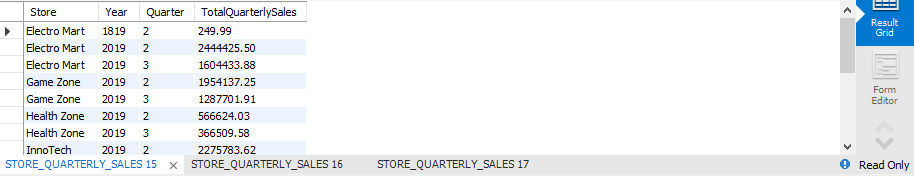 Store Year Quarter TotalQuarterlySales
Electro Mart 1819 2 249.99
Electro Mart 2019 2 2444425.50
Electro Mart 2019 3 1604433.88
Game Zone 2019 2 1954137.25
Game Zone 2019 3 1287701.91
Health Zone 2019 2 566624.03
Health Zone 2019 3 366509.58
InnoTech 2019 2 2275783.62
Result
Grid
Form
Editor
STORE_QUARTERLY_SALES 15 STORE_QUARTERLY_SALES 16 STORE_QUARTERLY_SALES 17 Read Only